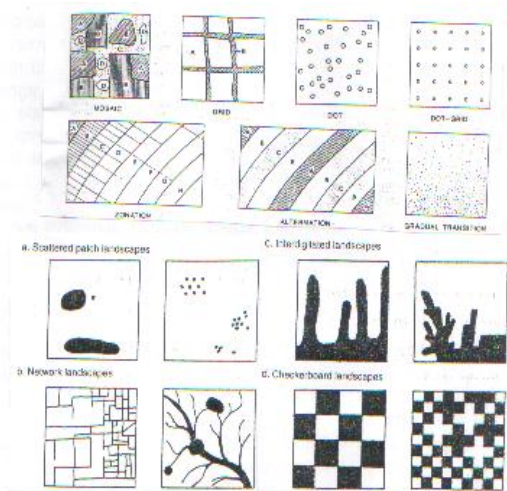 MOSAIC
GRID
DOT
DOT-GRID
ZONATION
ALTERNATION
GRADUAL TRANSITION
a. Scattered patch landscapes
c. Interdigitated landscapes
b. Network landscapes
d. Checkerboard landscapes